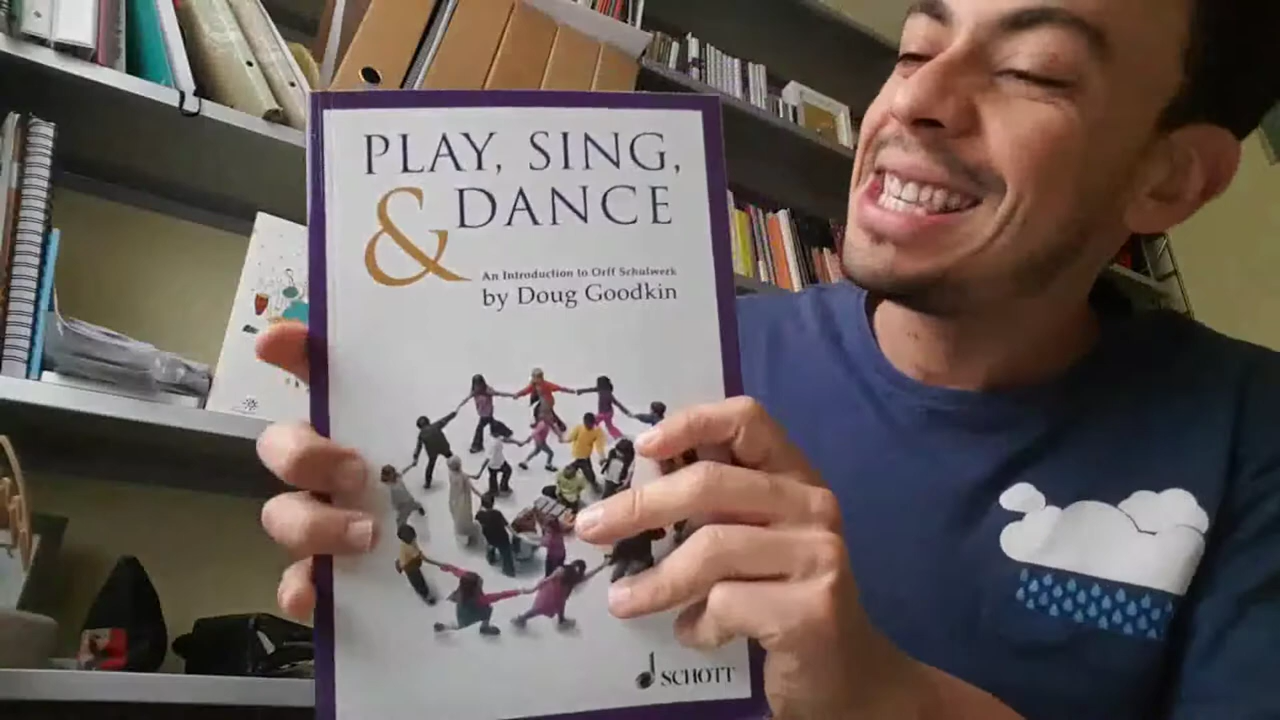 PLAY, SING,
& DANCE
An Introduction to Orff Schulwerk
by Doug Goodkin
SCHOTT